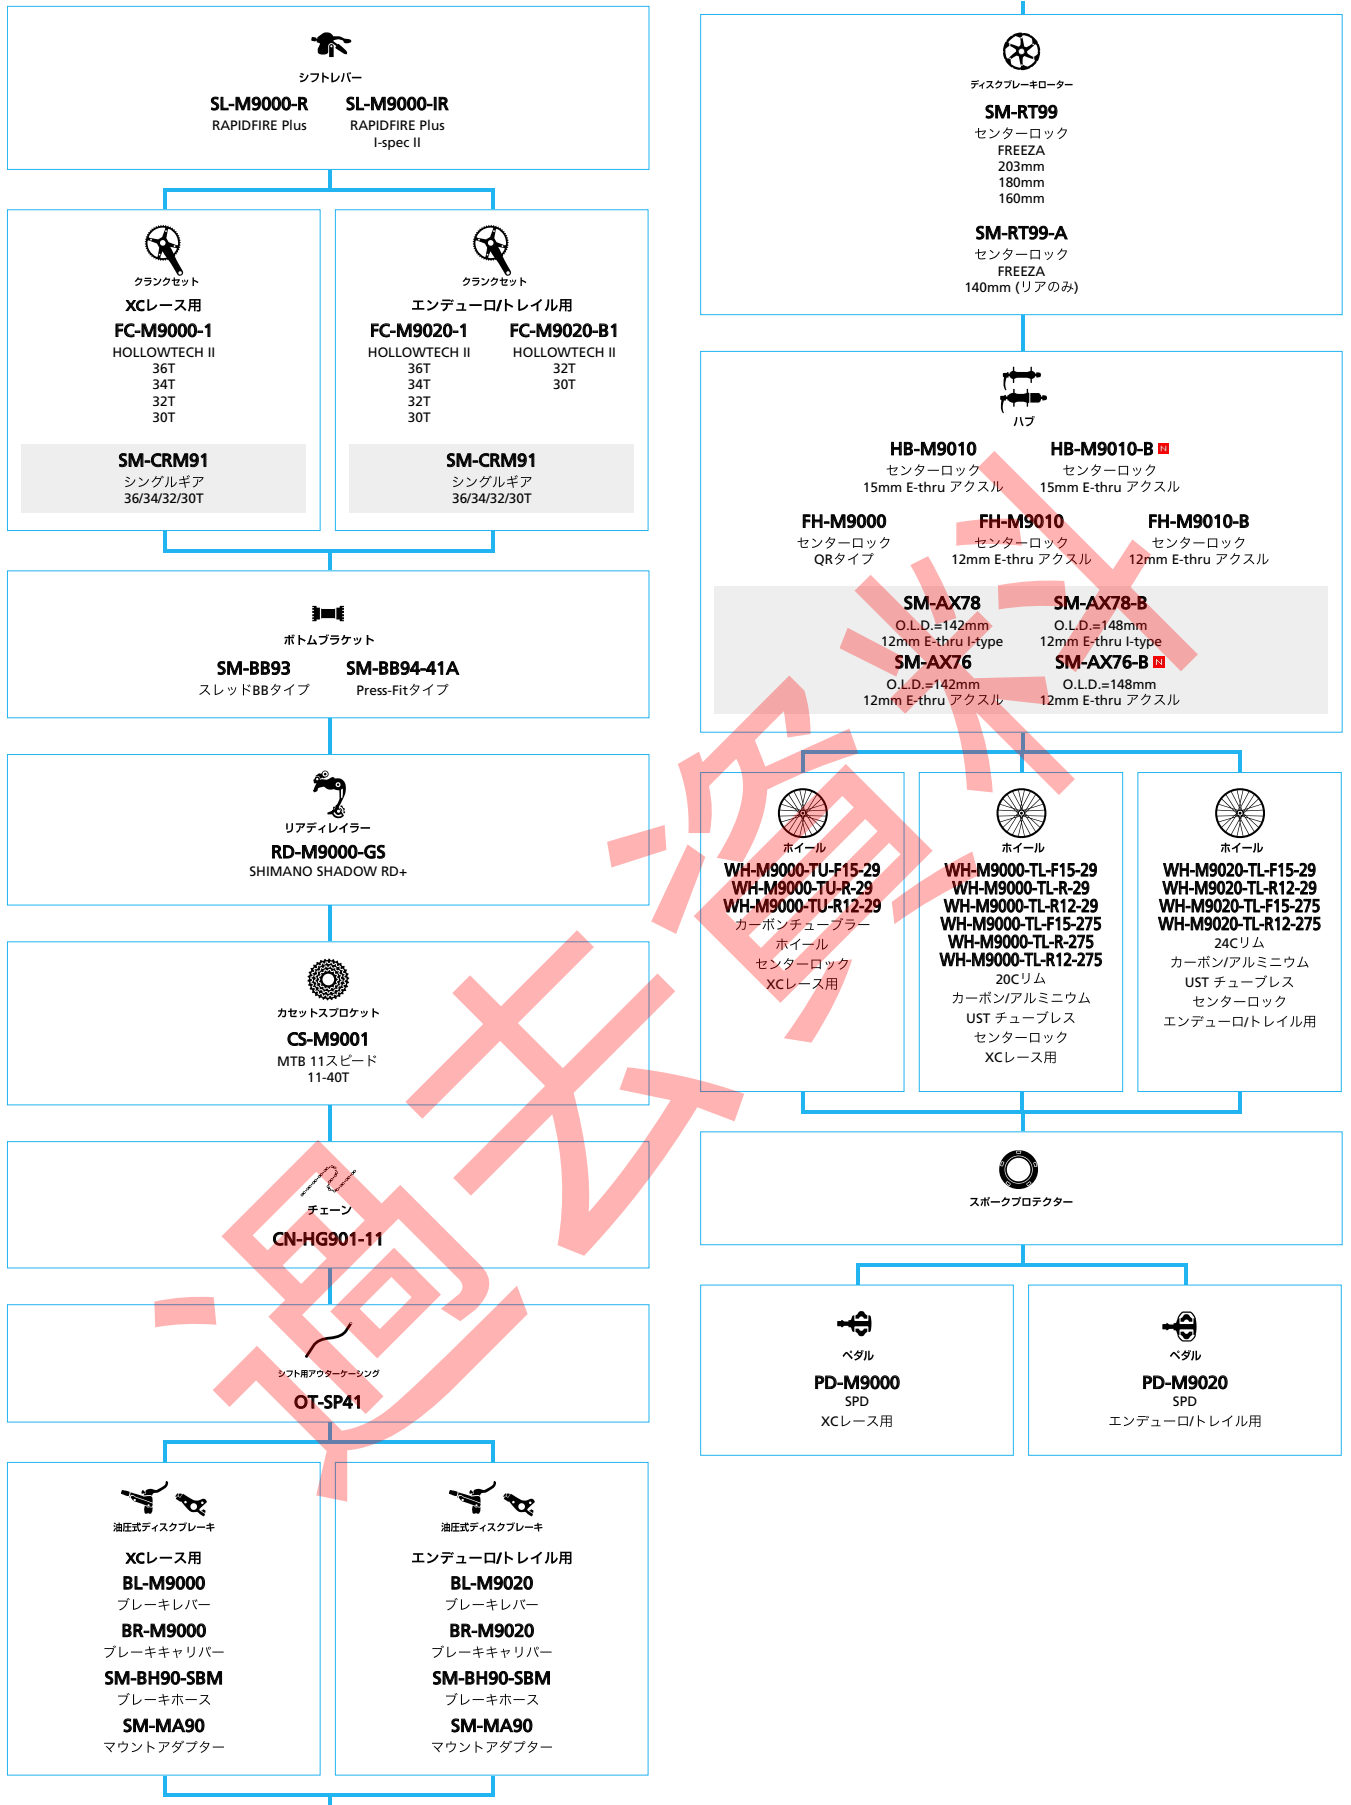 シフトレバー
SL-M9000-R
RAPIDFIRE Plus
SL-M9000-IR
RAPIDFIRE Plus
I-spec II
クランクセット
XCレース用
FC-M9000-1
HOLLOWTECH II
36T
34T
32T
30T
SM-CRM91
シングルギア
36/34/32/30T
クランクセット
エンデューロ/トレイル用
FC-M9020-1
HOLLOWTECH II
36T
34T
32T
30T
FC-M9020-B1
HOLLOWTECH II
32T
30T
SM-CRM91
シングルギア
36/34/32/30T
ボトムブラケット
SM-BB93
スレッドBBタイプ
SM-BB94-41A
Press-Fitタイプ
リアディレイラー
RD-M9000-GS
SHIMANO SHADOW RD+
カセットスプロケット
CS-M9001
MTB 11スピード
11-40T
チェーン
CN-HG901-11
シフト用アウターケーシング
OT-SP41
油圧式ディスクブレーキ
XCレース用
BL-M9000
ブレーキレバー
BR-M9000
ブレーキキャリパー
SM-BH90-SBM
ブレーキホース
SM-MA90
マウントアダプター
油圧式ディスクブレーキ
エンデューロ/トレイル用
BL-M9020
ブレーキレバー
BR-M9020
ブレーキキャリパー
SM-BH90-SBM
ブレーキホース
SM-MA90
マウントアダプター
ディスクブレーキローター
SM-RT99
センターロック
FREEZA
203mm
180mm
160mm
SM-RT99-A
センターロック
FREEZA
140mm (リアのみ)
ハブ
HB-M9010
センターロック
15mm E-thru アクスル
HB-M9010-B N
センターロック
15mm E-thru アクスル
FH-M9000
センターロック
QRタイプ
FH-M9010
センターロック
12mm E-thru アクスル
FH-M9010-B
センターロック
12mm E-thru アクスル
SM-AX78
O.L.D.=142mm
12mm E-thru I-type
SM-AX78-B
O.L.D.=148mm
12mm E-thru I-type
SM-AX76
O.L.D.=142mm
12mm E-thru アクスル
SM-AX76-B N
O.L.D.=148mm
12mm E-thru アクスル
ホイール
WH-M9000-TU-F15-29
WH-M9000-TU-R-29
WH-M9000-TU-R12-29
カーボンチューブラー
ホイール
センターロック
XCレース用
ホイール
WH-M9000-TL-F15-29
WH-M9000-TL-R-29
WH-M9000-TL-R12-29
WH-M9000-TL-F15-275
WH-M9000-TL-R-275
WH-M9000-TL-R12-275
20Cリム
カーボン/アルミニウム
UST チューブレス
センターロック
XCレース用
ホイール
WH-M9020-TL-F15-29
WH-M9020-TL-R12-29
WH-M9020-TL-F15-275
WH-M9020-TL-R12-275
24Cリム
カーボン/アルミニウム
UST チューブレス
センターロック
エンデューロ/トレイル用
スポークプロテクター
ペダル
PD-M9000
SPD
XCレース用
ペダル
PD-M9020
SPD
エンデューロ/トレイル用
過去資料